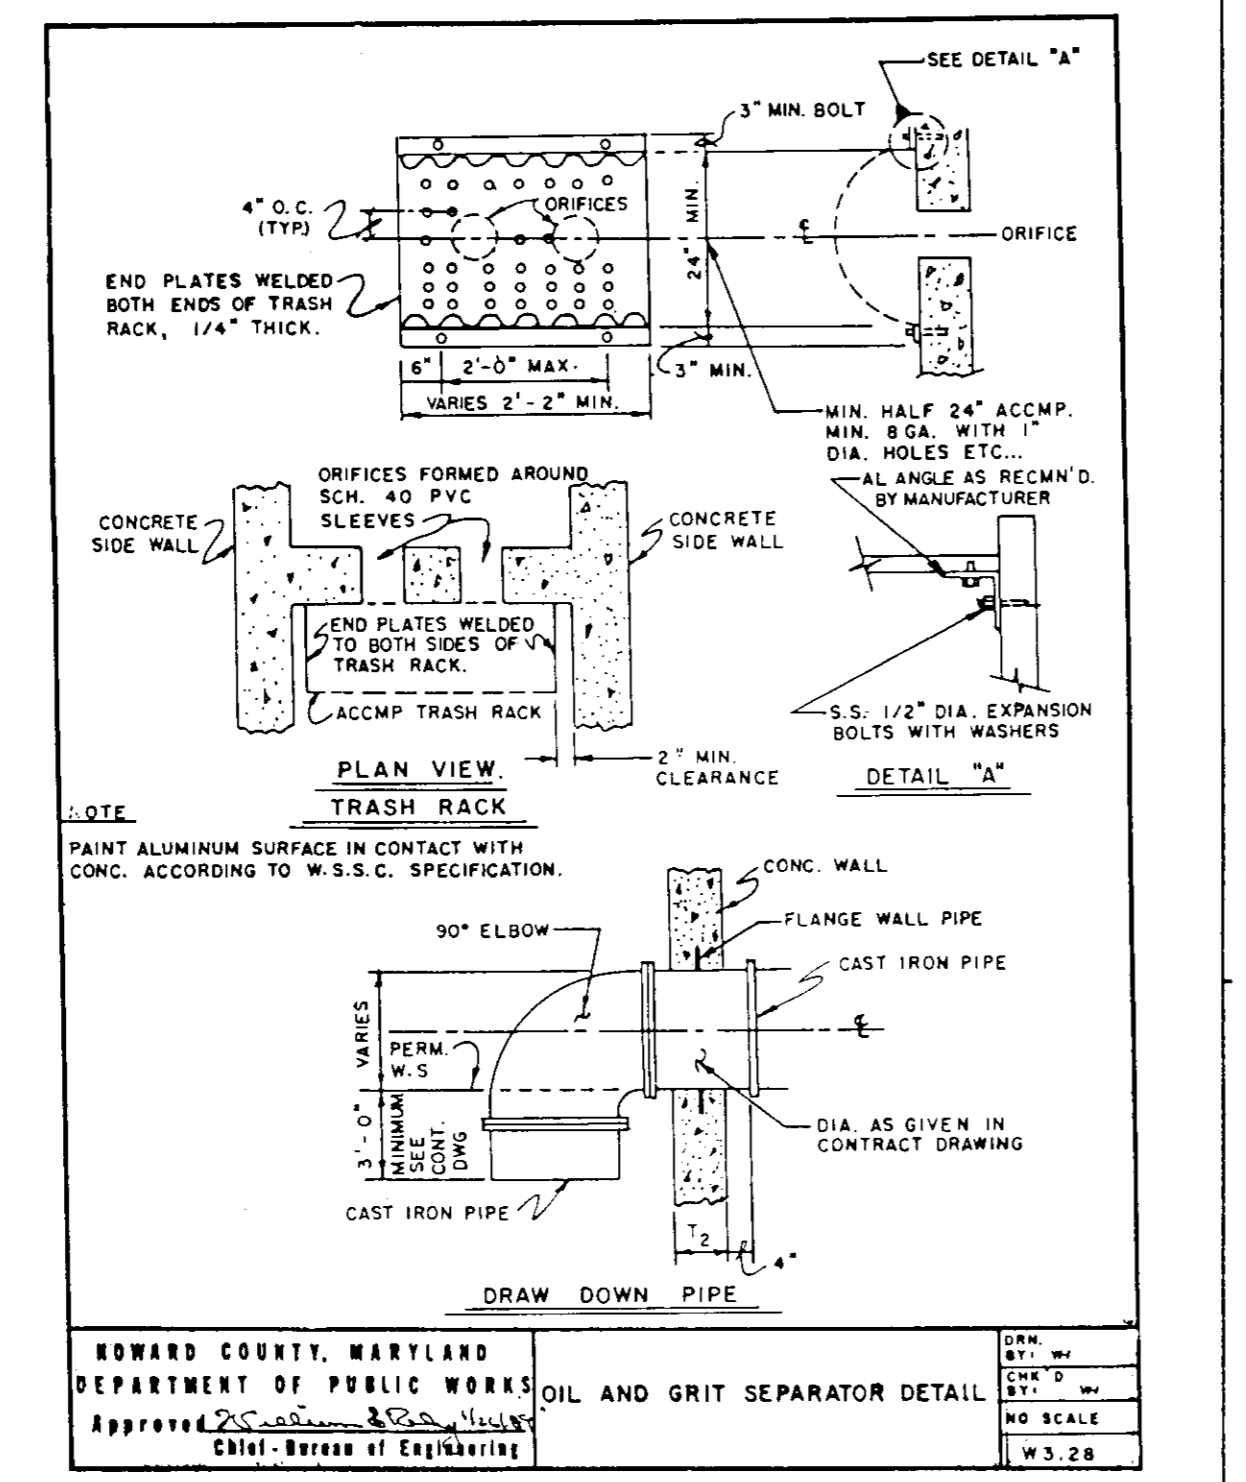 SEE DETAIL "A"
3" MIN. BOLT
4" O.C.
(TYP.)
ORIFICES
24" MIN.
℄
ORIFICE
END PLATES WELDED
BOTH ENDS OF TRASH
RACK, 1/4" THICK.
6"
2'-0" MAX.
3" MIN.
VARIES 2'-2" MIN.
MIN. HALF 24" ACCMP.
MIN. 8 GA. WITH 1"
DIA. HOLES ETC...
AL ANGLE AS RECMN'D.
BY MANUFACTURER
ORIFICES FORMED AROUND
SCH. 40 PVC
SLEEVES
CONCRETE
SIDE WALL
CONCRETE
SIDE WALL
END PLATES WELDED
TO BOTH SIDES OF
TRASH RACK.
ACCMP TRASH RACK
S.S. 1/2" DIA. EXPANSION
BOLTS WITH WASHERS
2" MIN.
CLEARANCE
PLAN VIEW.
TRASH RACK
DETAIL "A"
NOTE
PAINT ALUMINUM SURFACE IN CONTACT WITH
CONC. ACCORDING TO W.S.S.C. SPECIFICATION.
CONC. WALL
90° ELBOW
FLANGE WALL PIPE
CAST IRON PIPE
VARIES
℄
PERM.
W.S
3'-0"
MINIMUM
SEE
CONT.
DWG
DIA. AS GIVEN IN
CONTRACT DRAWING
CAST IRON PIPE
T2
4"
DRAW DOWN PIPE
HOWARD COUNTY, MARYLAND
DEPARTMENT OF PUBLIC WORKS
Approved
Chief - Bureau of Engineering
OIL AND GRIT SEPARATOR DETAIL
DRN.
BY:
CHK'D
BY:
NO SCALE
W3.28